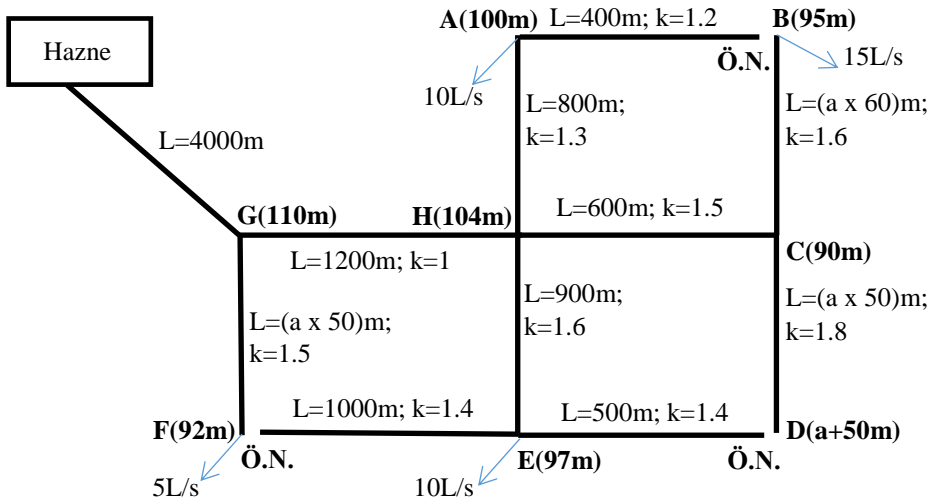 A(100m)
L=400m; k=1.2
B(95m)
Hazne
Ö.N.
15L/s
10L/s
L=800m;
k=1.3
L=(a x 60)m;
k=1.6
L=4000m
G(110m)
H(104m)
L=600m; k=1.5
L=1200m; k=1
C(90m)
L=900m;
k=1.6
L=(a x 50)m;
k=1.8
L=(a x 50)m;
k=1.5
L=1000m; k=1.4
L=500m; k=1.4
F(92m)
D(a+50m)
Ö.N.
E(97m)
Ö.N.
5L/s
10L/s